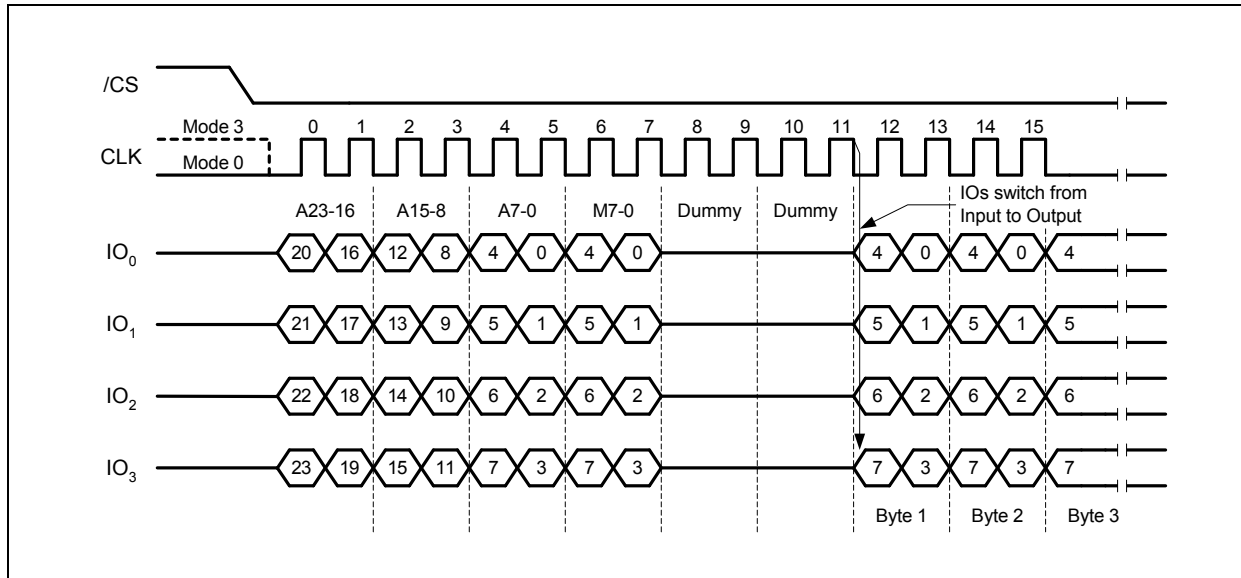 /CS
Mode 3 0 1 2 3 4 5 6 7 8 9 10 11 12 13 14 15
CLK
Mode 0
IOs switch from
Input to Output
A23-16 A15-8 A7-0 M7-0 Dummy Dummy
IO0 20 16 12 8 4 0 4 0 4 0 4 0 4
IO1 21 17 13 9 5 1 5 1 5 1 5 1 5
IO2 22 18 14 10 6 2 6 2 6 2 6 2 6
IO3 23 19 15 11 7 3 7 3 7 3 7 3 7
Byte 1 Byte 2 Byte 3